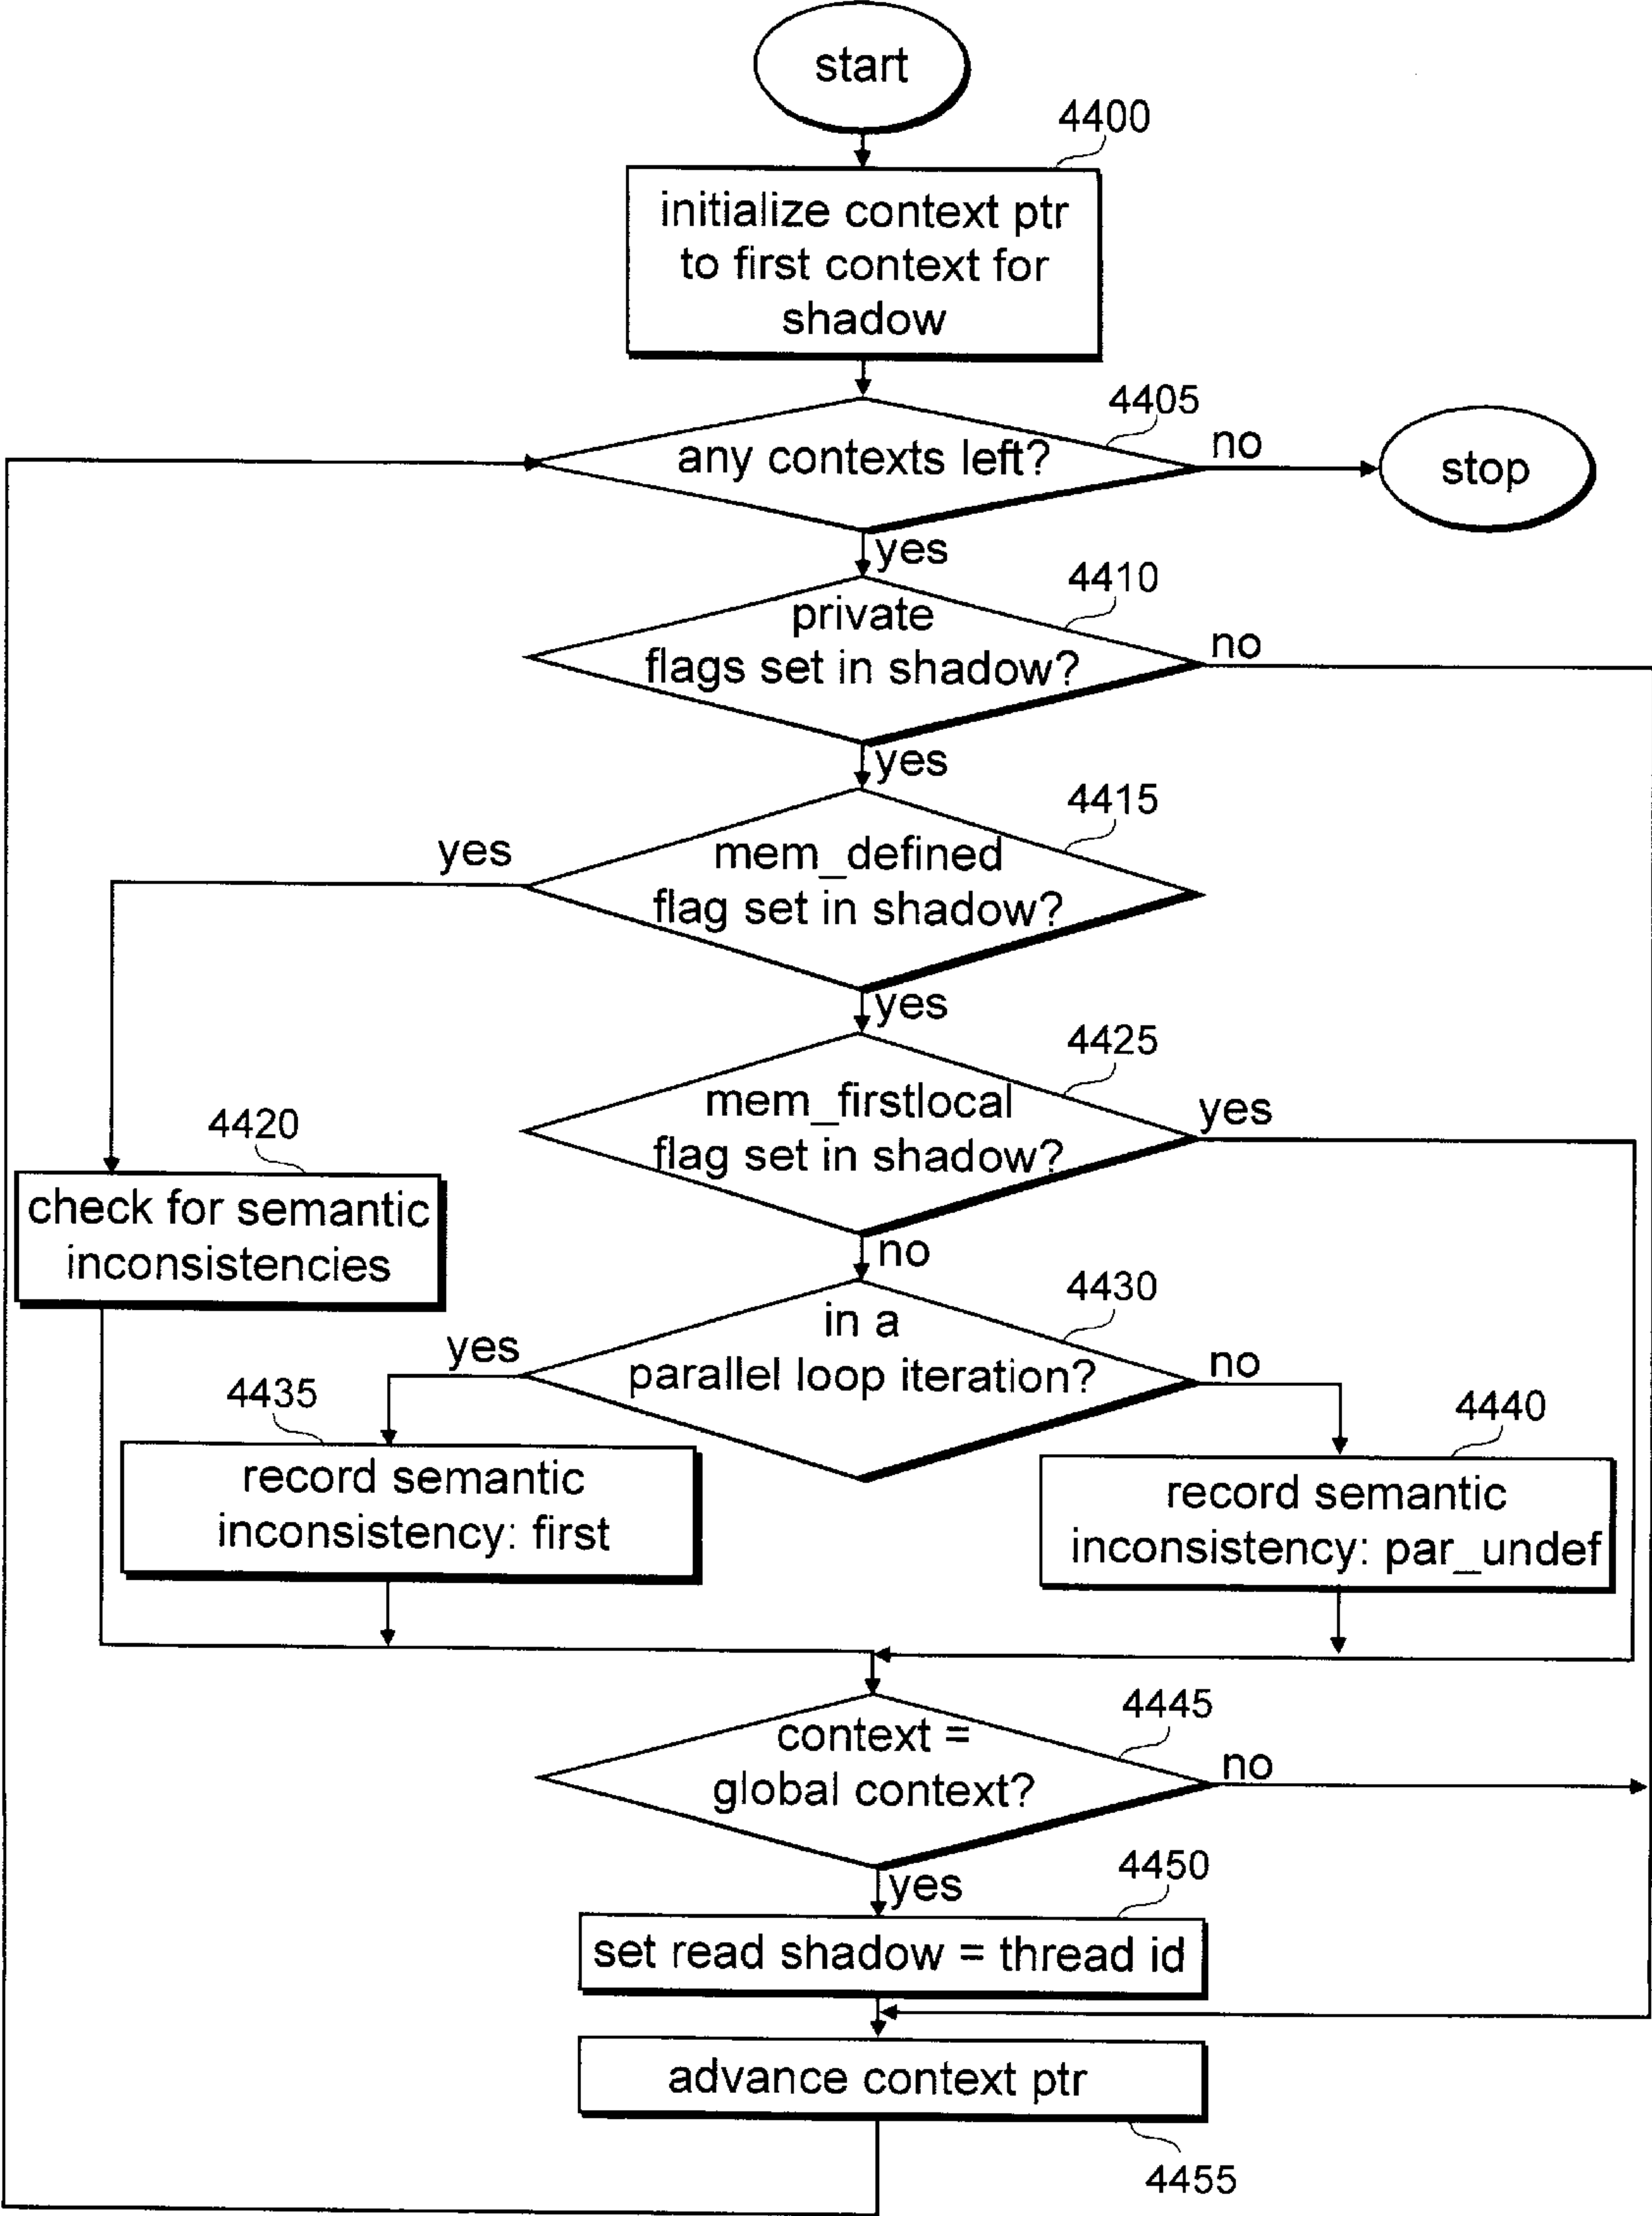 start
4400
initialize context ptr
to first context for
shadow
4405
any contexts left?
no
stop
yes
4410
private
flags set in shadow?
no
yes
4415
yes
mem_defined
flag set in shadow?
yes
4425
mem_firstlocal
flag set in shadow?
yes
4420
check for semantic
inconsistencies
no
4430
in a
parallel loop iteration?
yes
no
4435
record semantic
inconsistency: first
4440
record semantic
inconsistency: par_undef
4445
context =
global context?
no
yes
4450
set read shadow = thread id
advance context ptr
4455